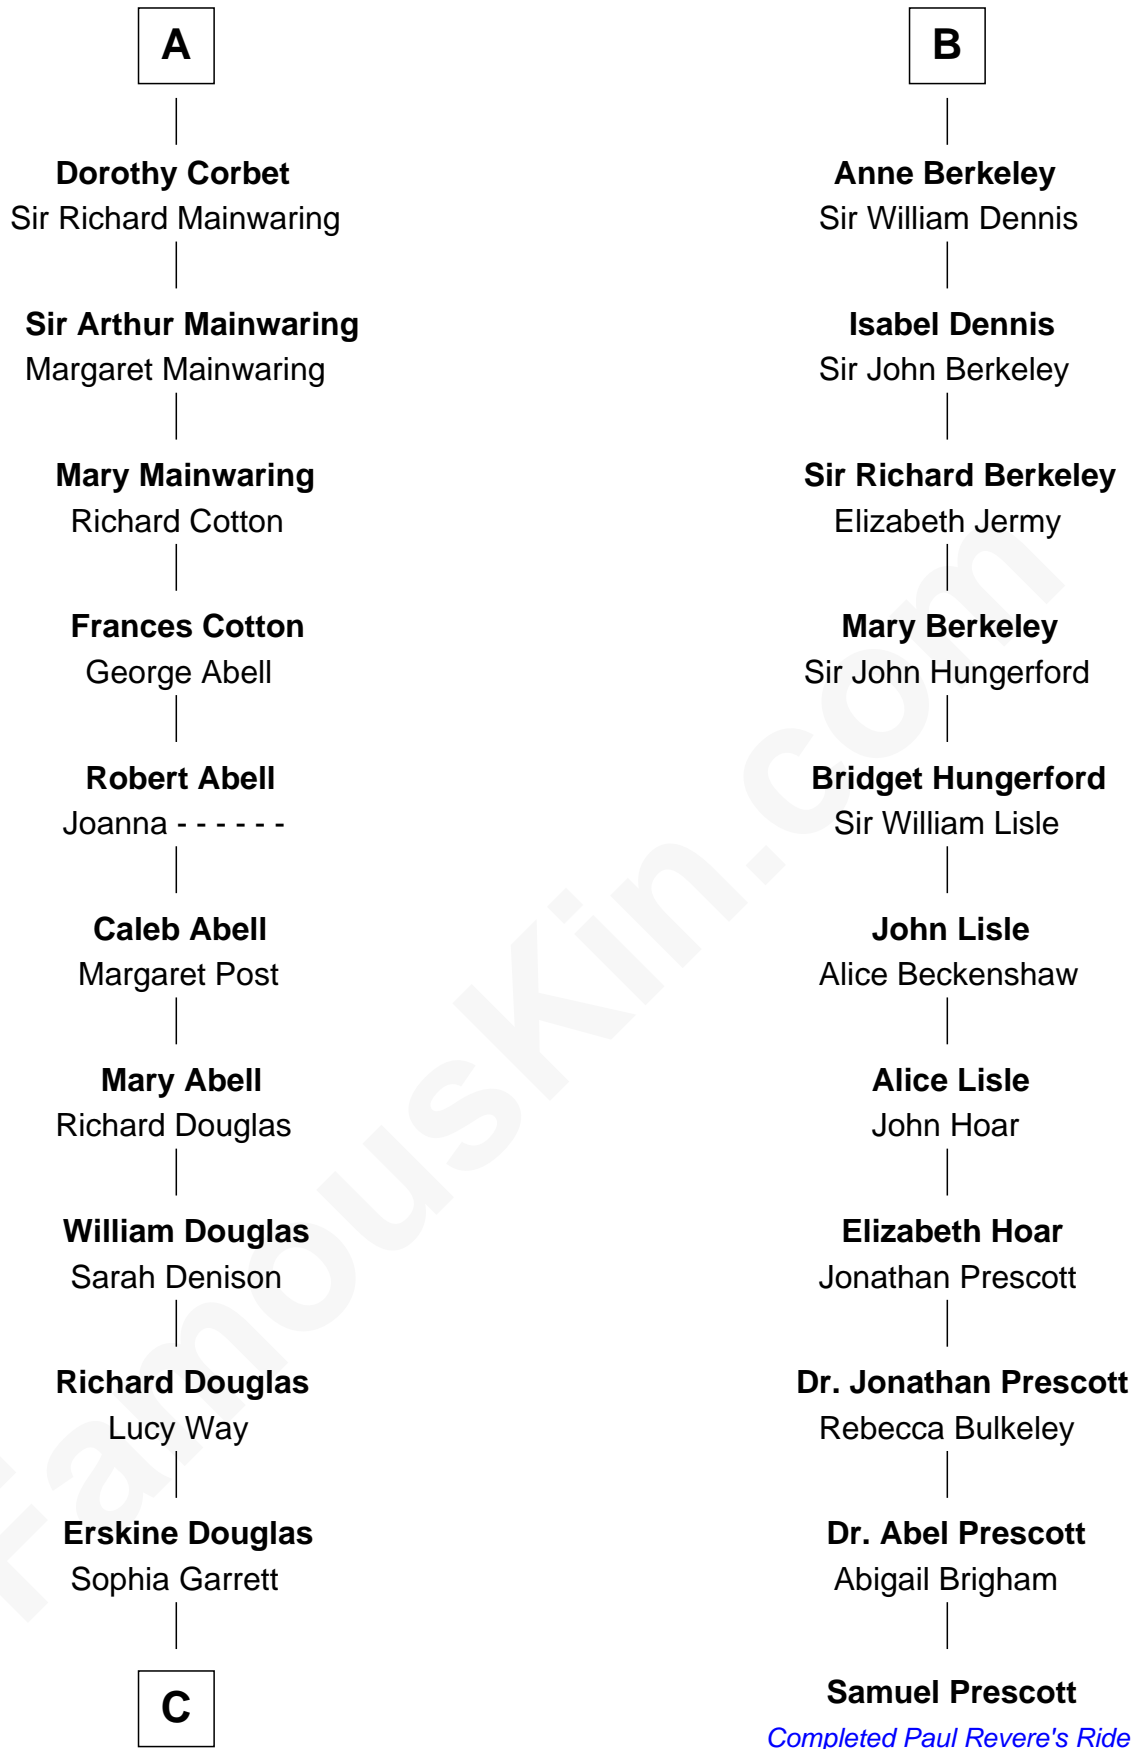 A
Dorothy Corbet
Sir Richard Mainwaring
Sir Arthur Mainwaring
Margaret Mainwaring
Mary Mainwaring
Richard Cotton
Frances Cotton
George Abell
Robert Abell
Joanna - - - - - -
Caleb Abell
Margaret Post
Mary Abell
Richard Douglas
William Douglas
Sarah Denison
Richard Douglas
Lucy Way
Erskine Douglas
Sophia Garrett
C
B
Anne Berkeley
Sir William Dennis
Isabel Dennis
Sir John Berkeley
Sir Richard Berkeley
Elizabeth Jermy
Mary Berkeley
Sir John Hungerford
Bridget Hungerford
Sir William Lisle
John Lisle
Alice Beckenshaw
Alice Lisle
John Hoar
Elizabeth Hoar
Jonathan Prescott
Dr. Jonathan Prescott
Rebecca Bulkeley
Dr. Abel Prescott
Abigail Brigham
Samuel Prescott
Completed Paul Revere's Ride
FamousKin.com